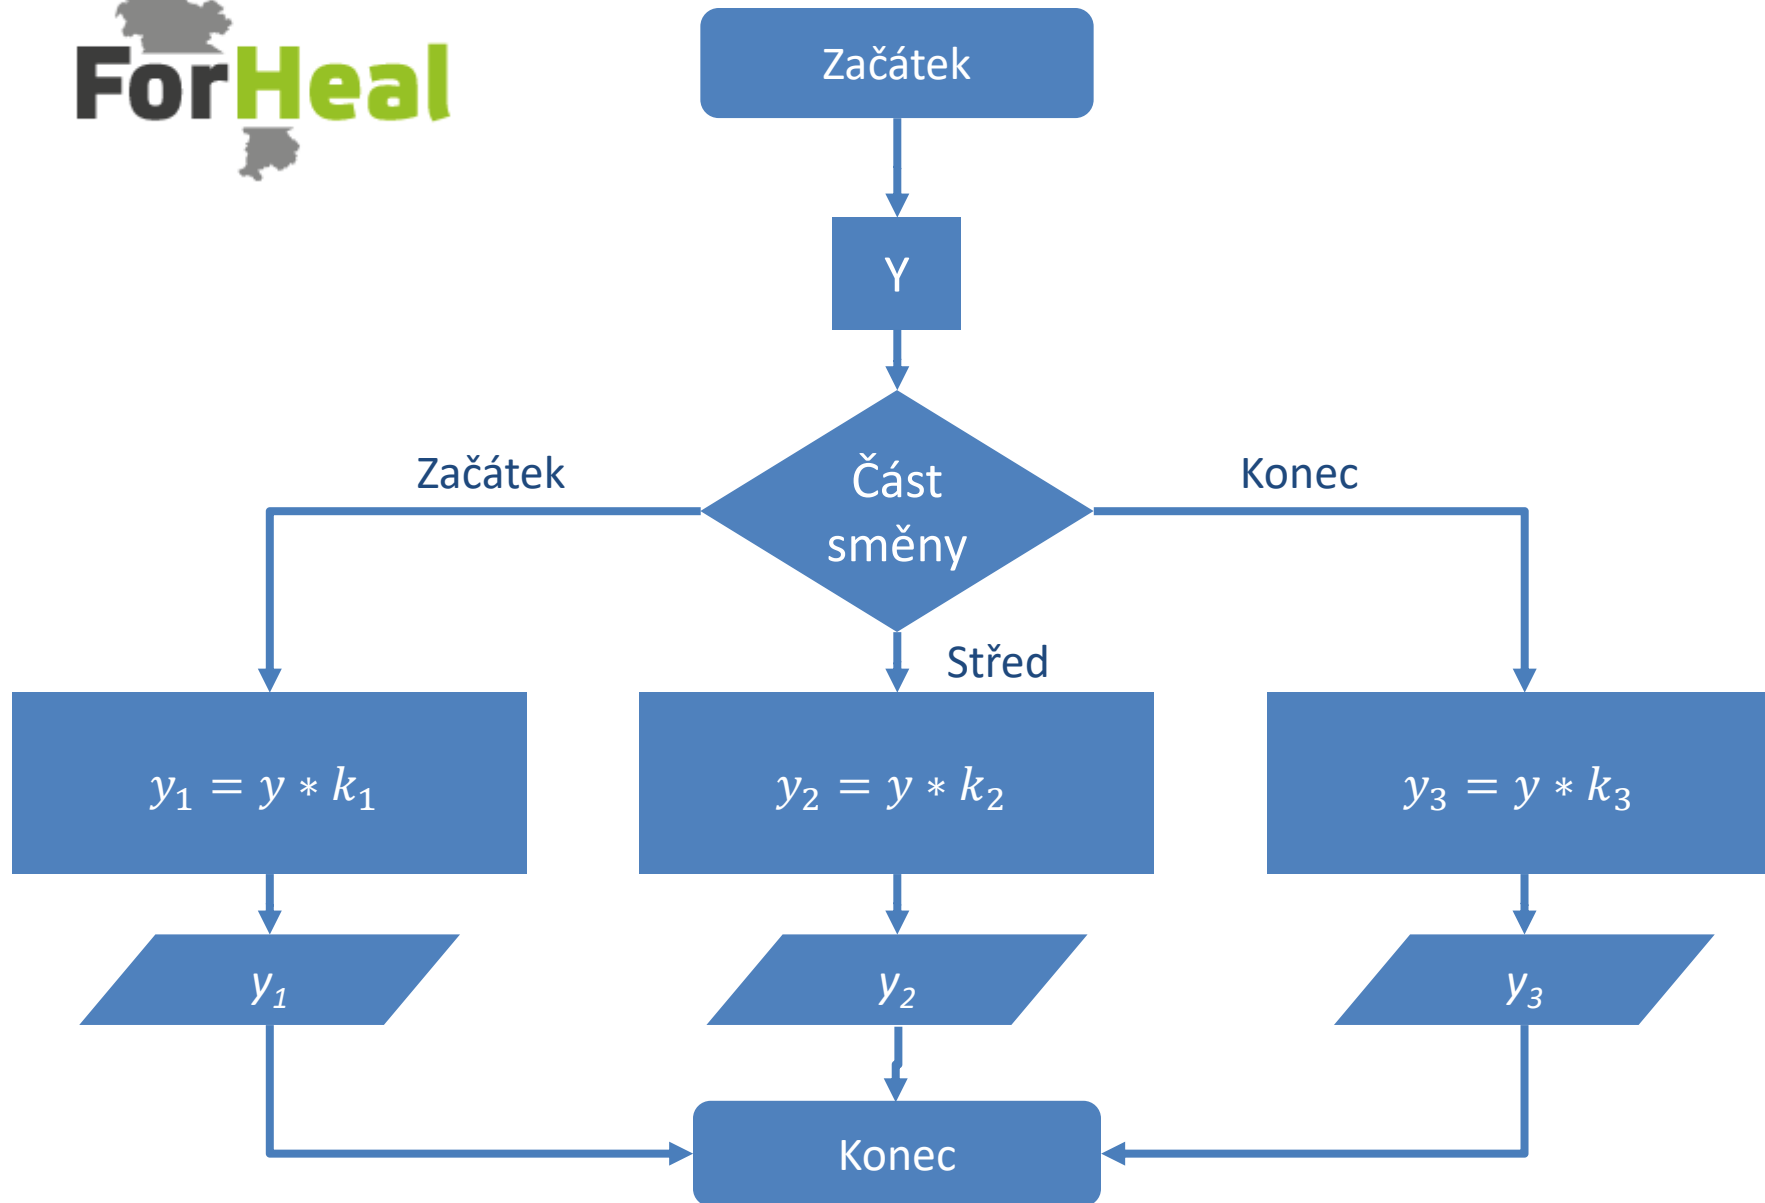 ForHeal
Začátek
Y
Část
směny
Začátek
Konec
Střed
y₁ = y ∗ k₁
y₂ = y ∗ k₂
y₃ = y ∗ k₃
y₁
y₂
y₃
Konec